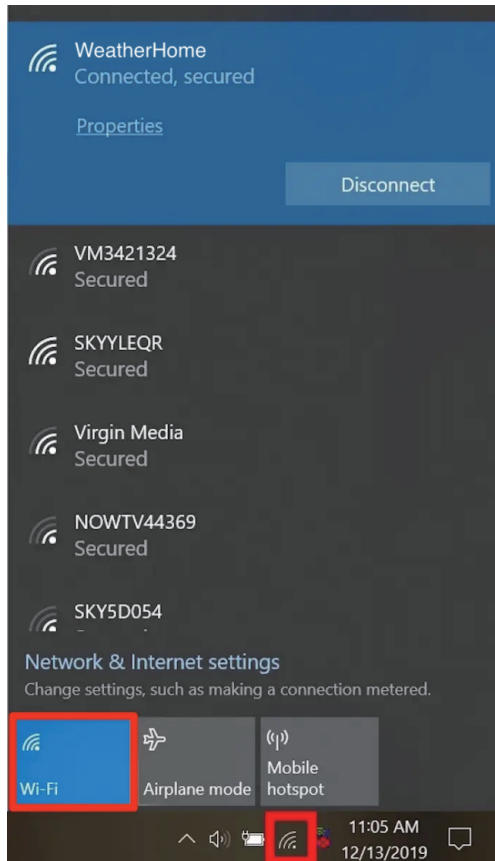 WeatherHome
Connected, secured
Properties
Disconnect
VM3421324
Secured
SKYYLEQR
Secured
Virgin Media
Secured
NOWTV44369
Secured
SKY5D054
Network & Internet settings
Change settings, such as making a connection metered.
Wi-Fi
Airplane mode
Mobile
hotspot
11:05 AM
12/13/2019